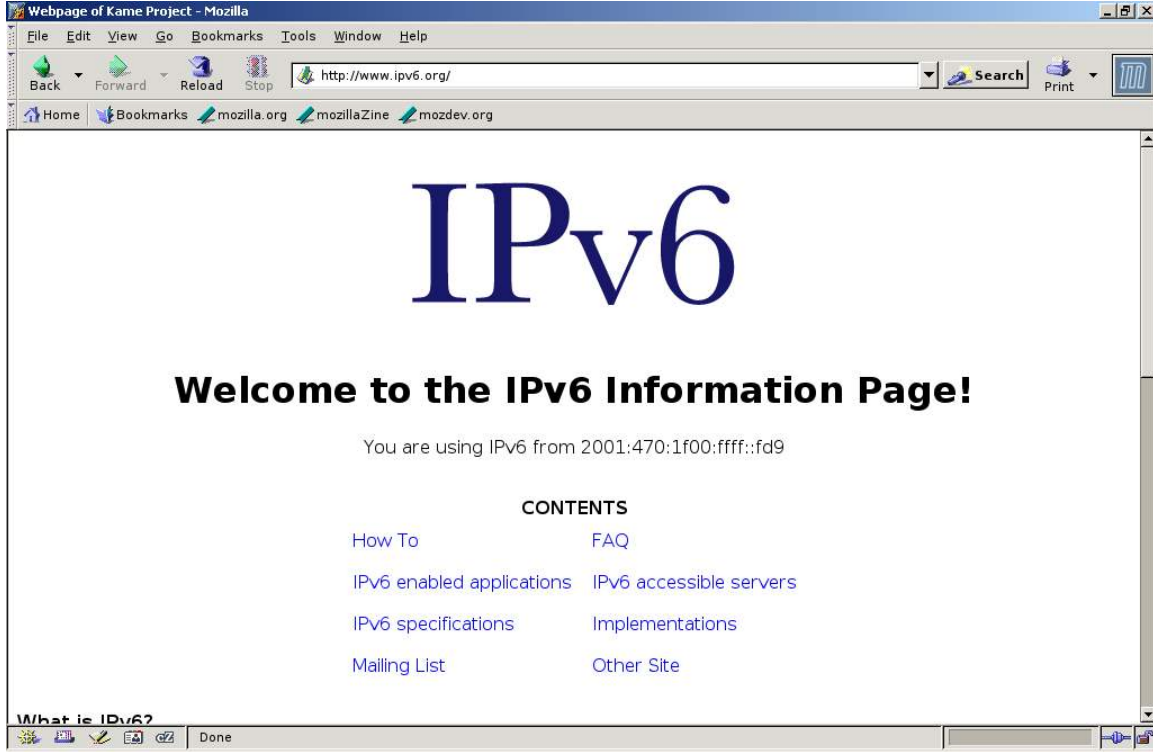 Webpage of Kame Project - Mozilla
File Edit View Go Bookmarks Tools Window Help
Back Forward Reload Stop http://www.ipv6.org/ Search Print
Home Bookmarks mozilla.org mozillaZine mozdev.org
IPv6
Welcome to the IPv6 Information Page!
You are using IPv6 from 2001:470:1f00:ffff::fd9
CONTENTS
How To FAQ
IPv6 enabled applications IPv6 accessible servers
IPv6 specifications Implementations
Mailing List Other Site
What is IPv6?
Done